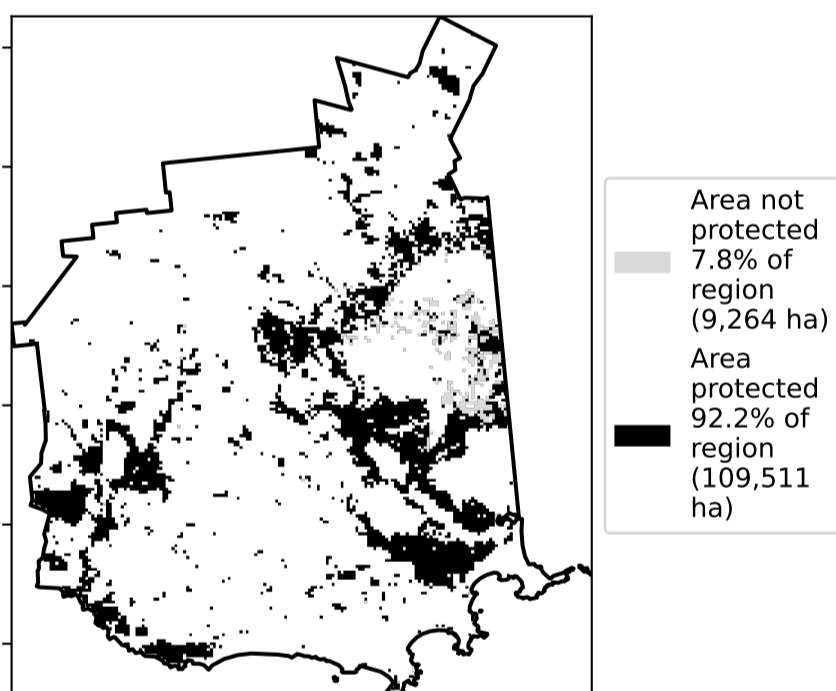 Area not
protected
7.8% of
region
(9,264 ha)
Area
protected
92.2% of
region
(109,511
ha)